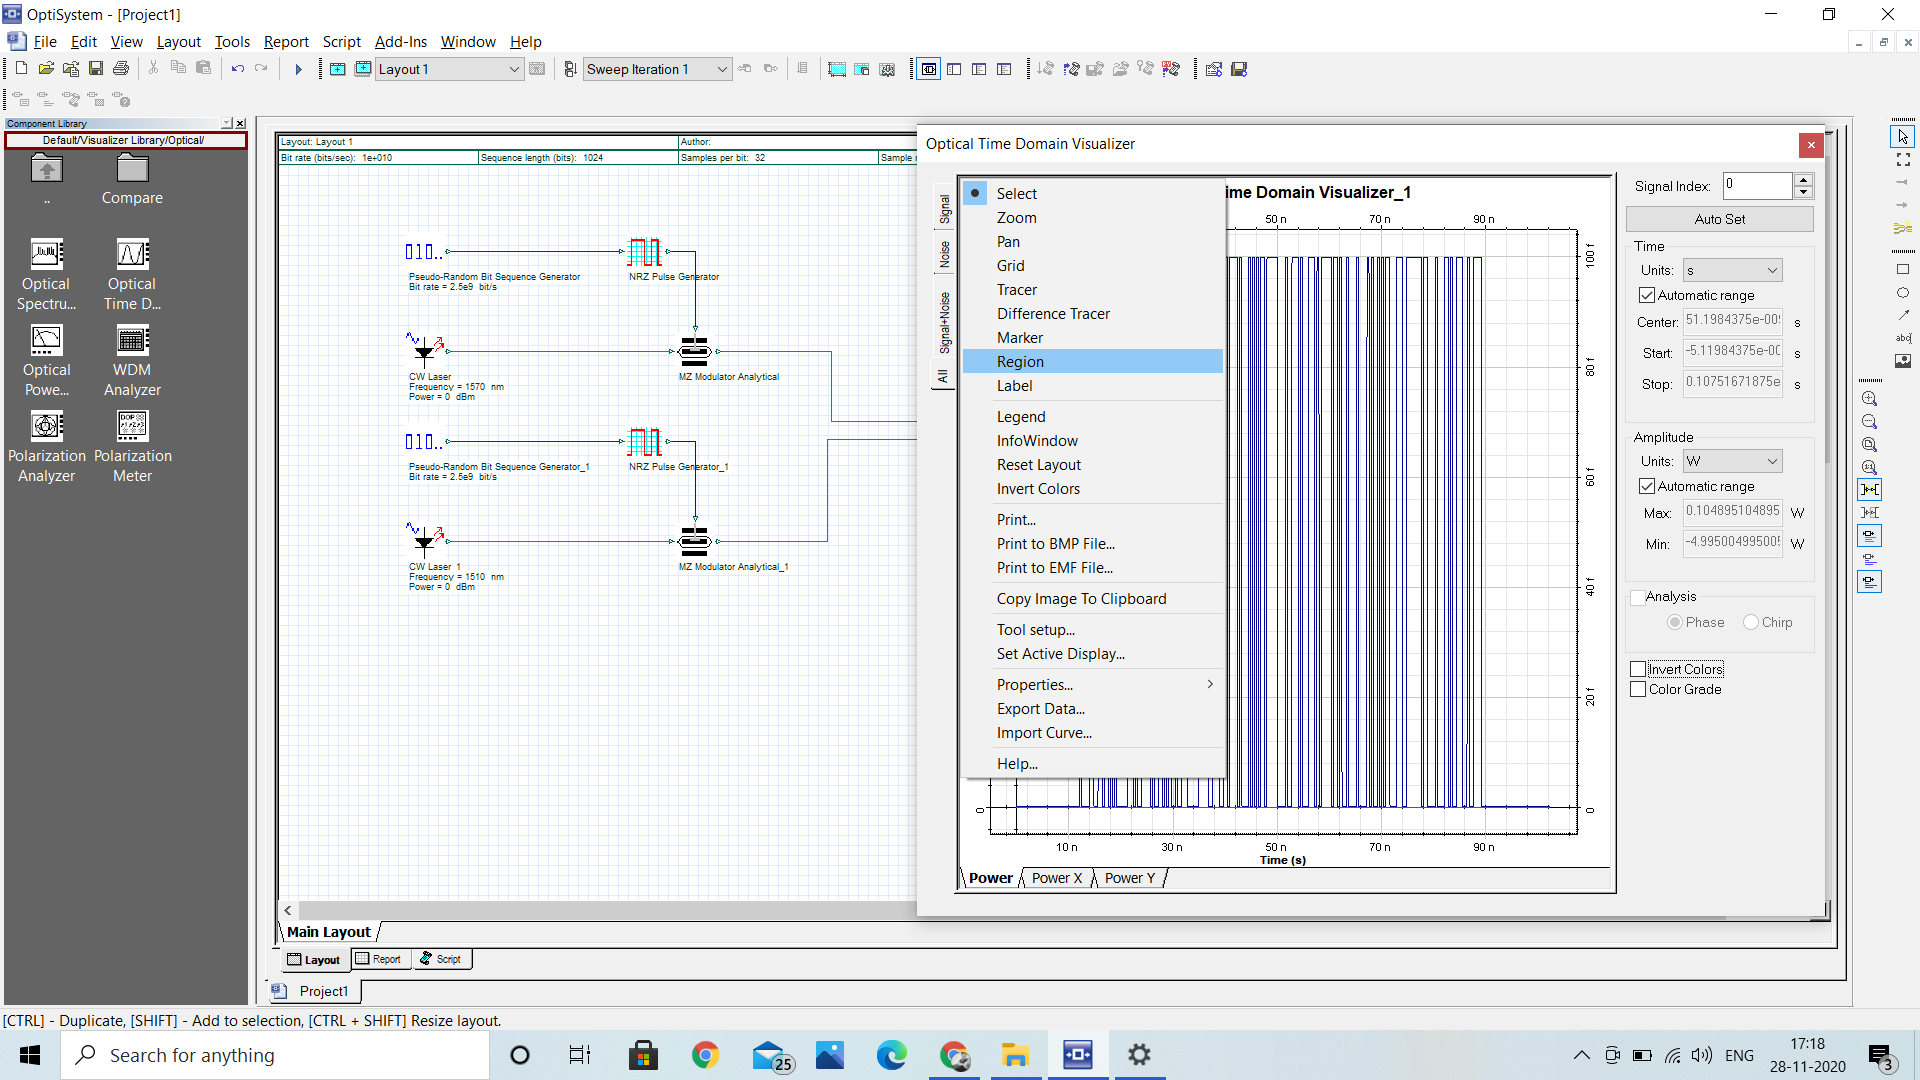 OptiSystem - [Project1]
File Edit View Layout Tools Report Script Add-Ins Window Help
Layout 1
Sweep Iteration 1
Component Library
Default/Visualizer Library/Optical/
..
Compare
Optical Spectru...
Optical Time D...
Optical Powe...
WDM Analyzer
Polarization Analyzer
Polarization Meter
Layout: Layout 1
Author:
Bit rate (bits/sec): 1e+010
Sequence length (bits): 1024
Samples per bit: 32
Pseudo-Random Bit Sequence Generator
Bit rate = 2.5e9 bit/s
NRZ Pulse Generator
CW Laser
Frequency = 1570 nm
Power = 0 dBm
MZ Modulator Analytical
Pseudo-Random Bit Sequence Generator_1
Bit rate = 2.5e9 bit/s
NRZ Pulse Generator_1
CW Laser 1
Frequency = 1510 nm
Power = 0 dBm
MZ Modulator Analytical_1
Optical Time Domain Visualizer
ime Domain Visualizer_1
Signal
Noise
Signal+Noise
All
Select
Zoom
Pan
Grid
Tracer
Difference Tracer
Marker
Region
Label
Legend
InfoWindow
Reset Layout
Invert Colors
Print...
Print to BMP File...
Print to EMF File...
Copy Image To Clipboard
Tool setup...
Set Active Display...
Properties...
Export Data...
Import Curve...
Help...
50 n 70 n 90 n
100 f
80 f
60 f
40 f
20 f
0
0
10 n 30 n 50 n 70 n 90 n
Time (s)
Power Power X Power Y
Signal Index: 0
Auto Set
Time
Units: s
Automatic range
Center: 51.1984375e-00 s
Start: -5.11984375e-0 s
Stop: 0.10751671875e s
Amplitude
Units: W
Automatic range
Max: 0.104895104895 W
Min: -4.99500499500 W
Analysis
Phase Chirp
Invert Colors
Color Grade
Main Layout
Layout Report Script
Project1
[CTRL] - Duplicate, [SHIFT] - Add to selection, [CTRL + SHIFT] Resize layout.
Search for anything
25
ENG
17:18
28-11-2020
3